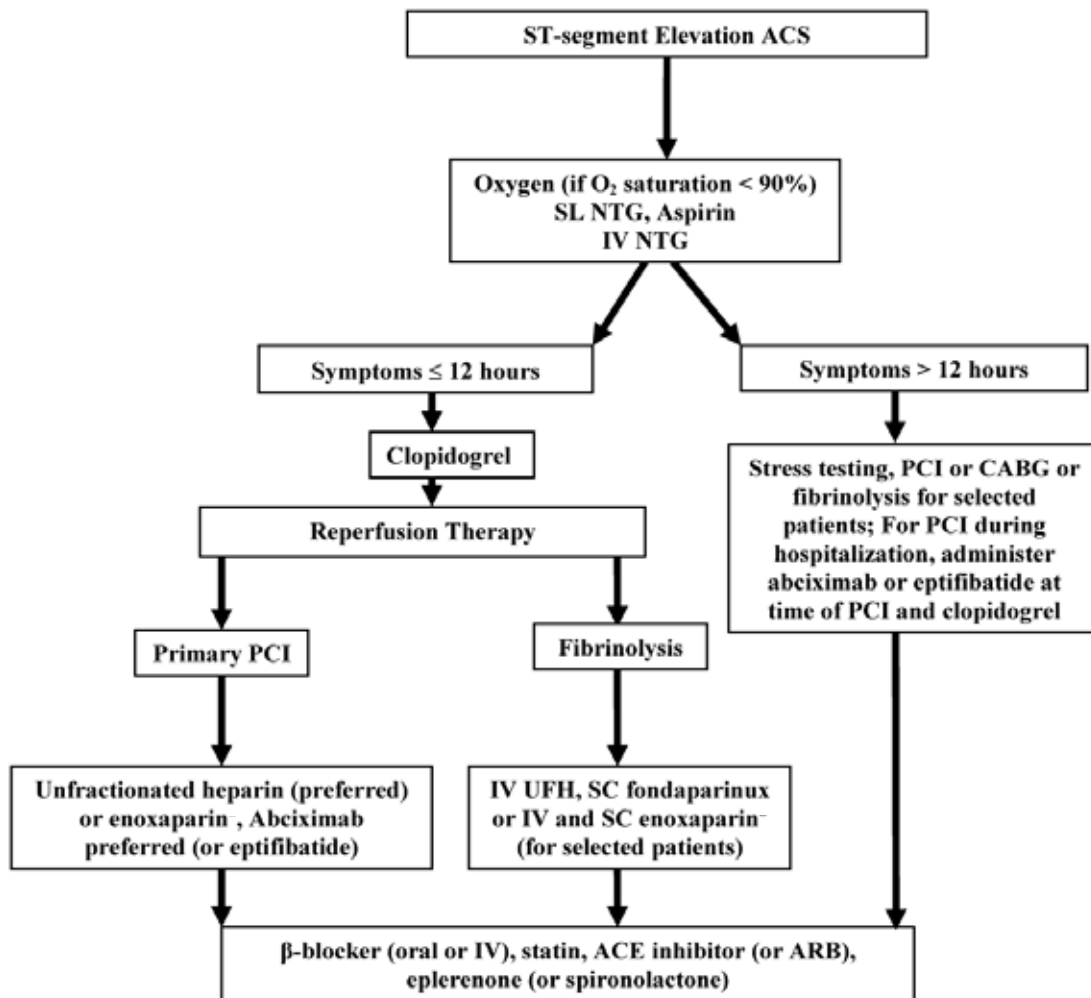 ST-segment Elevation ACS
Oxygen (if O₂ saturation < 90%)
SL NTG, Aspirin
IV NTG
Symptoms ≤ 12 hours
Symptoms > 12 hours
Clopidogrel
Stress testing, PCI or CABG or
fibrinolysis for selected
patients; For PCI during
hospitalization, administer
abciximab or eptifibatide at
time of PCI and clopidogrel
Reperfusion Therapy
Primary PCI
Fibrinolysis
Unfractionated heparin (preferred)
or enoxaparin⁻, Abciximab
preferred (or eptifibatide)
IV UFH, SC fondaparinux
or IV and SC enoxaparin⁻
(for selected patients)
β-blocker (oral or IV), statin, ACE inhibitor (or ARB),
eplerenone (or spironolactone)